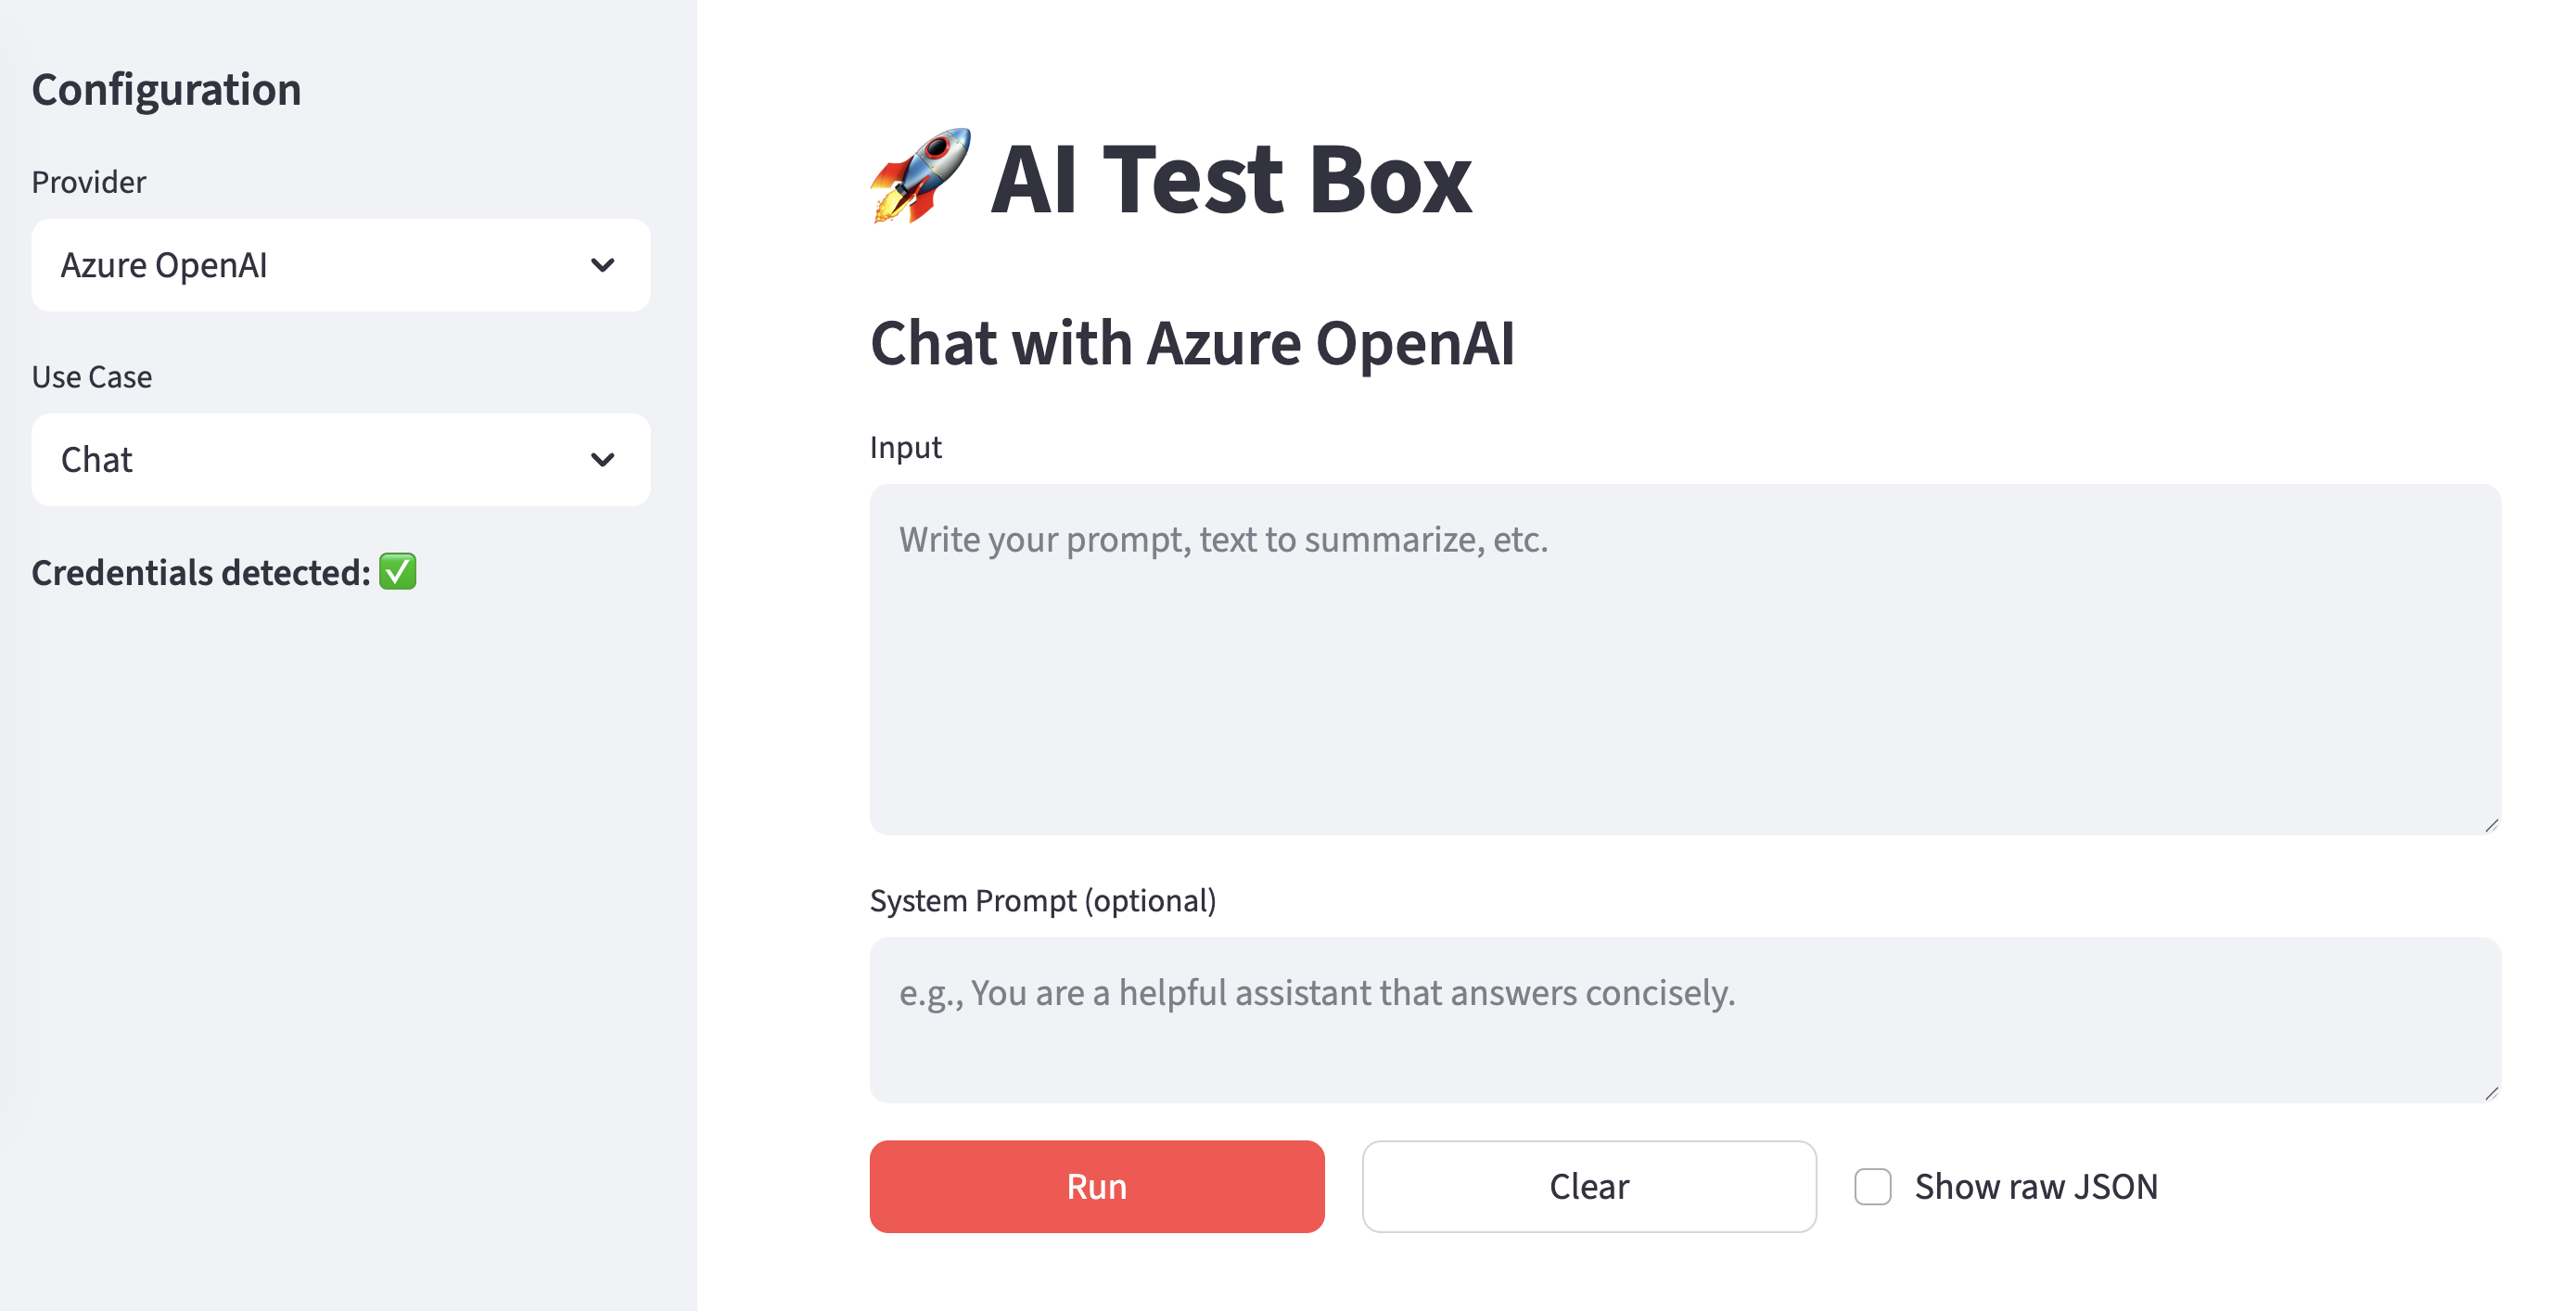 Configuration
Provider
Azure OpenAI
Use Case
Chat
Credentials detected: ✅
🚀 AI Test Box
Chat with Azure OpenAI
Input
Write your prompt, text to summarize, etc.
System Prompt (optional)
e.g., You are a helpful assistant that answers concisely.
Run
Clear
Show raw JSON